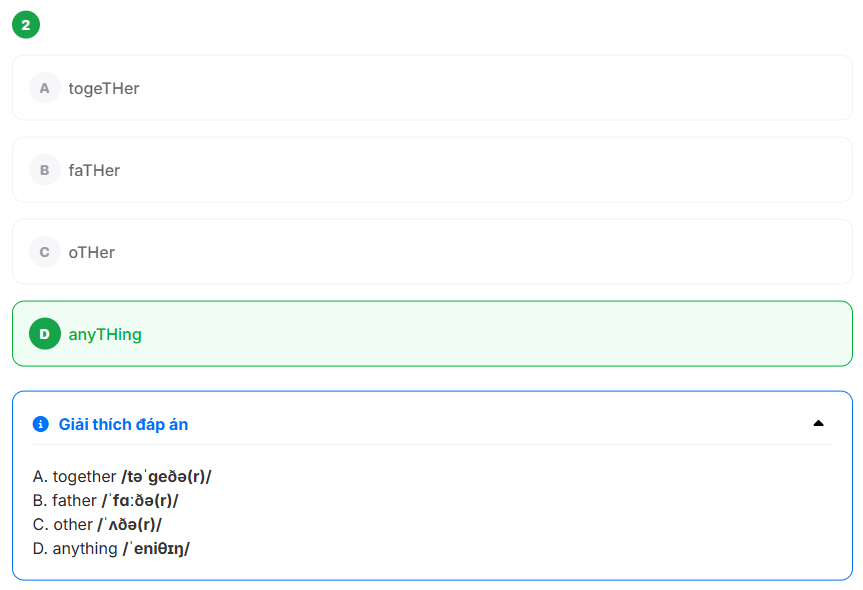 2
A togeTHer
B faTHer
C oTHer
D anyTHing
Giải thích đáp án
A. together /təˈɡeðə(r)/
B. father /ˈfɑːðə(r)/
C. other /ˈʌðə(r)/
D. anything /ˈeniθɪŋ/